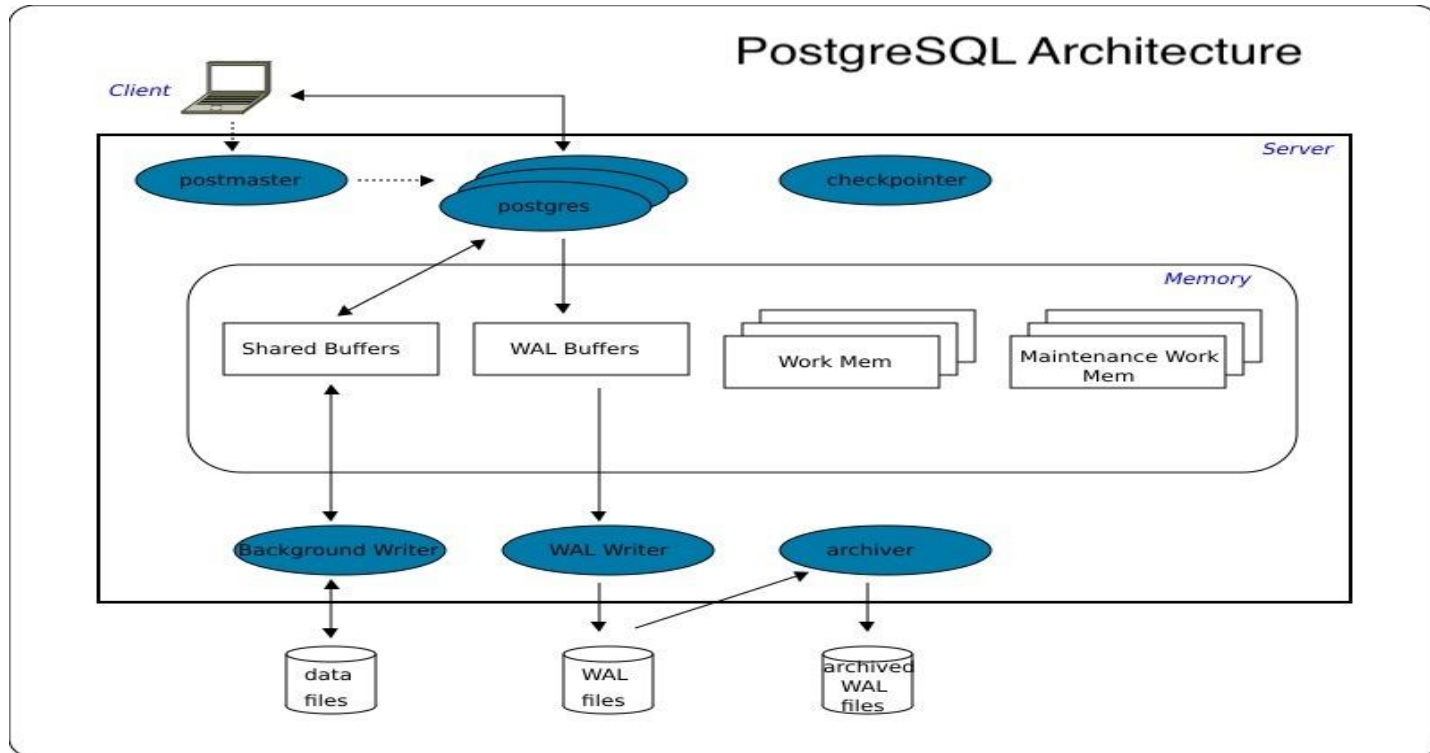 PostgreSQL Architecture
Client
Server
postmaster
checkpointer
postgres
Memory
Shared Buffers
WAL Buffers
Work Mem
Maintenance Work
Mem
Background Writer
WAL Writer
archiver
data
files
WAL
files
archived
WAL
files